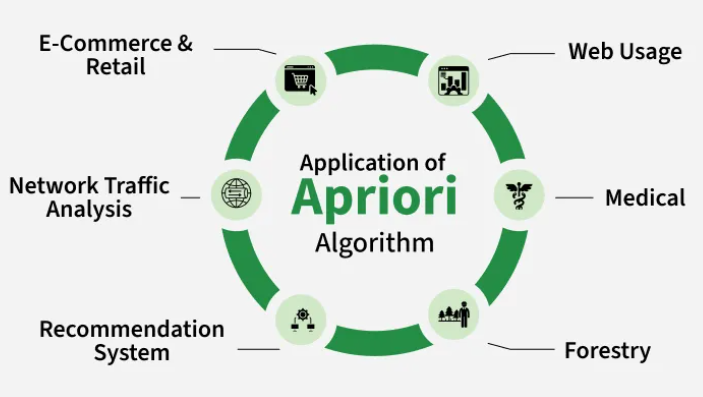 E-Commerce &
Retail
Web Usage
Network Traffic
Analysis
Application of
Apriori
Algorithm
Medical
Recommendation
System
Forestry